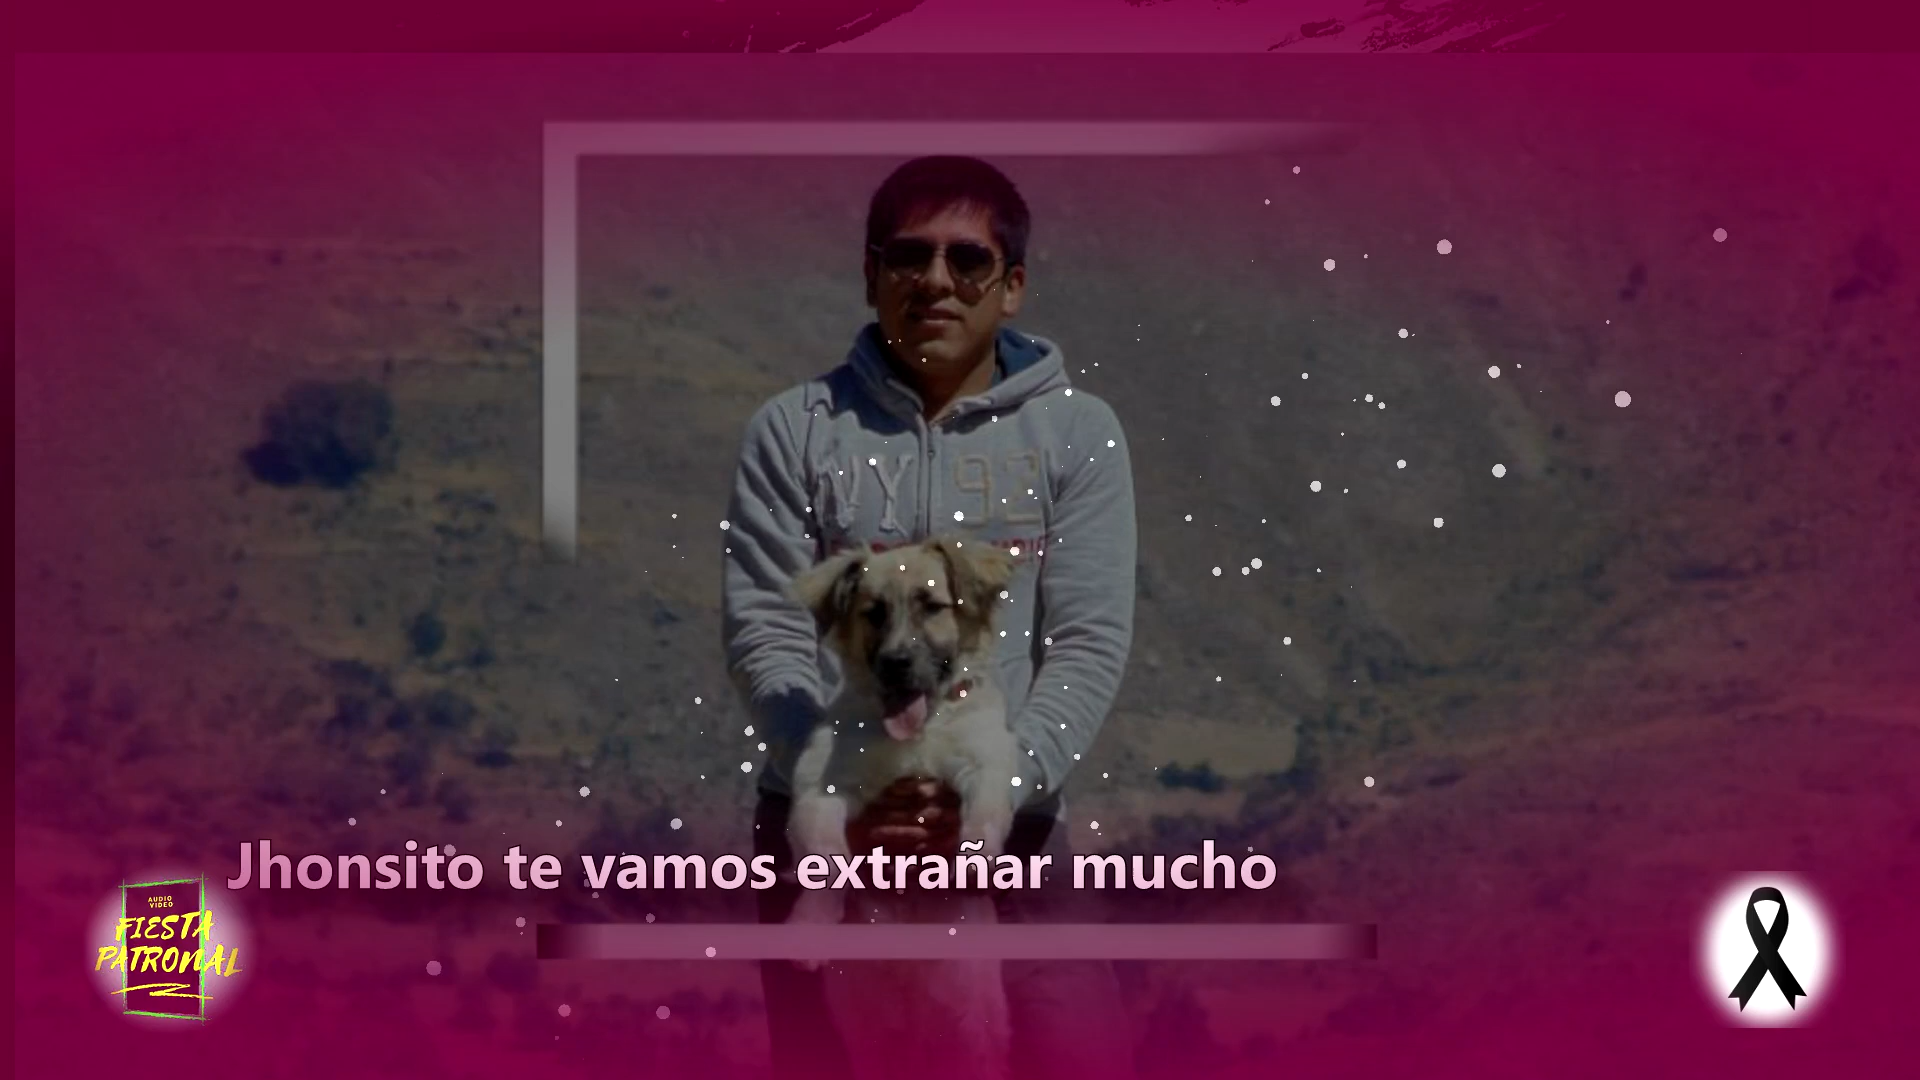 NY 92
Jhonsito te vamos extrañar mucho
AUDIO
VIDEO
FIESTA
PATRONAL